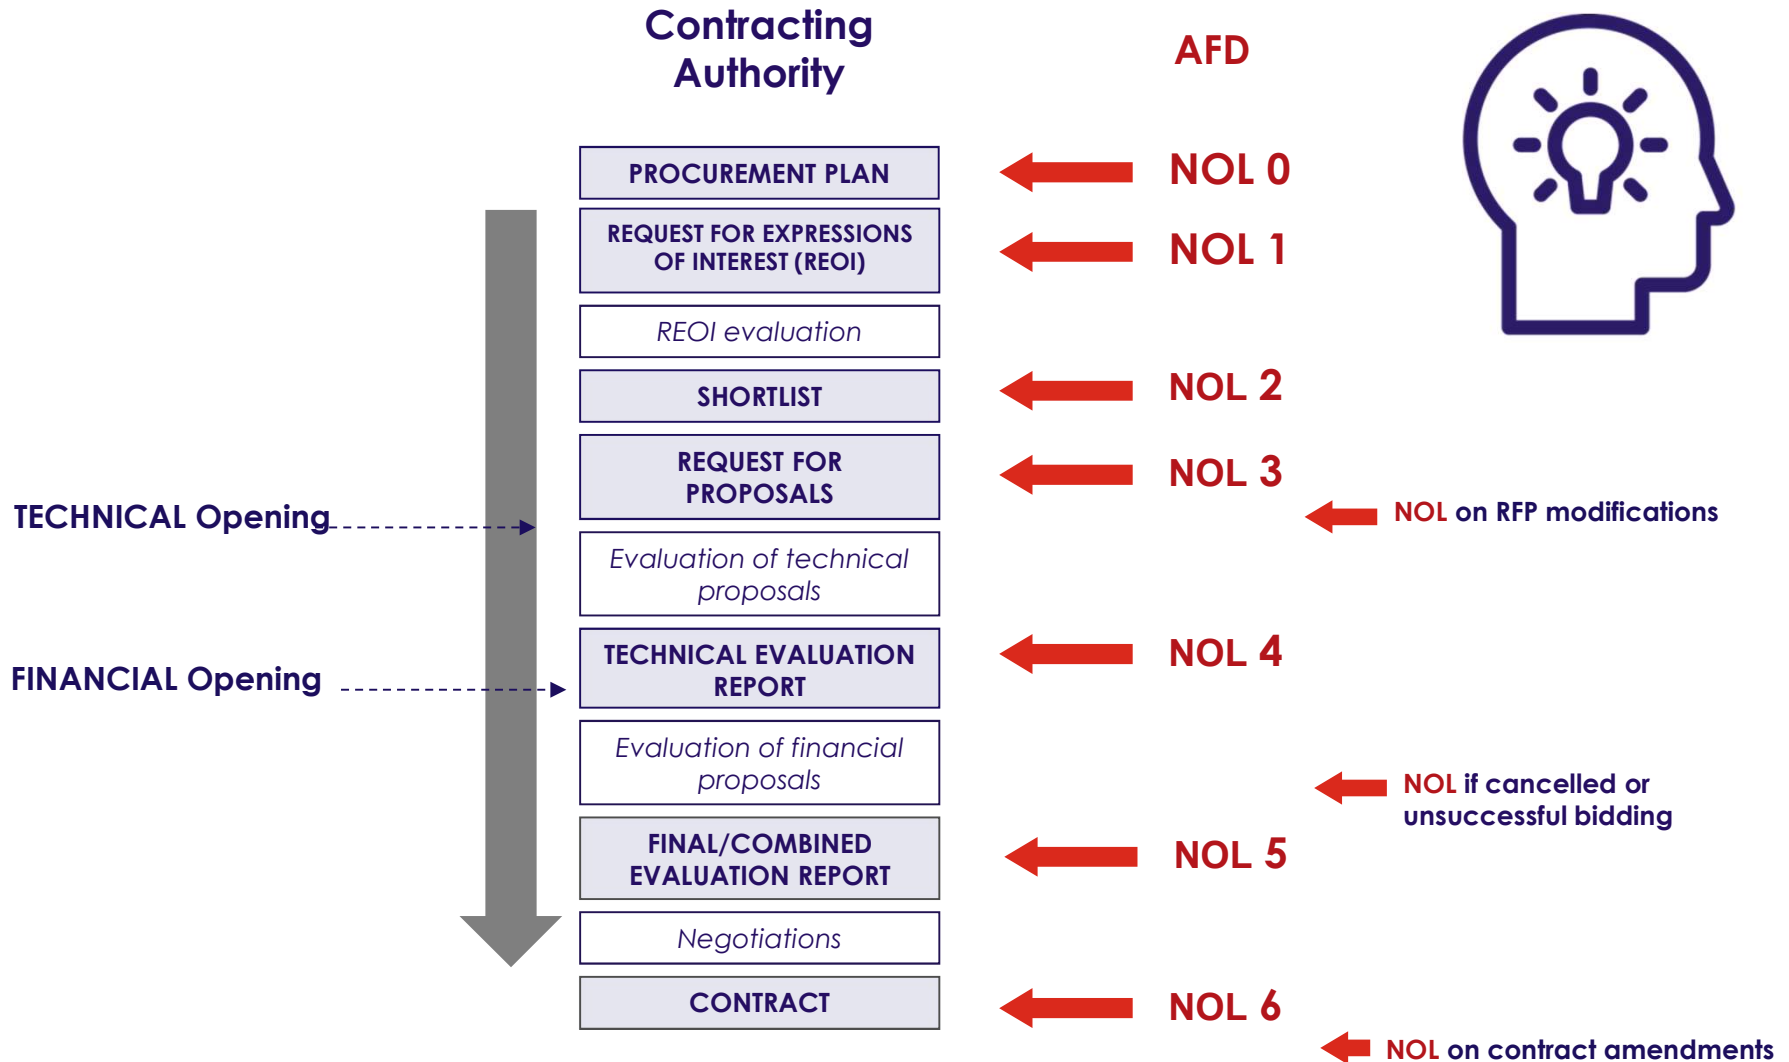 Contracting
Authority
AFD
PROCUREMENT PLAN
NOL 0
REQUEST FOR EXPRESSIONS
OF INTEREST (REOI)
NOL 1
REOI evaluation
SHORTLIST
NOL 2
REQUEST FOR
PROPOSALS
NOL 3
TECHNICAL Opening
NOL on RFP modifications
Evaluation of technical
proposals
TECHNICAL EVALUATION
REPORT
NOL 4
FINANCIAL Opening
Evaluation of financial
proposals
NOL if cancelled or
unsuccessful bidding
FINAL/COMBINED
EVALUATION REPORT
NOL 5
Negotiations
CONTRACT
NOL 6
NOL on contract amendments